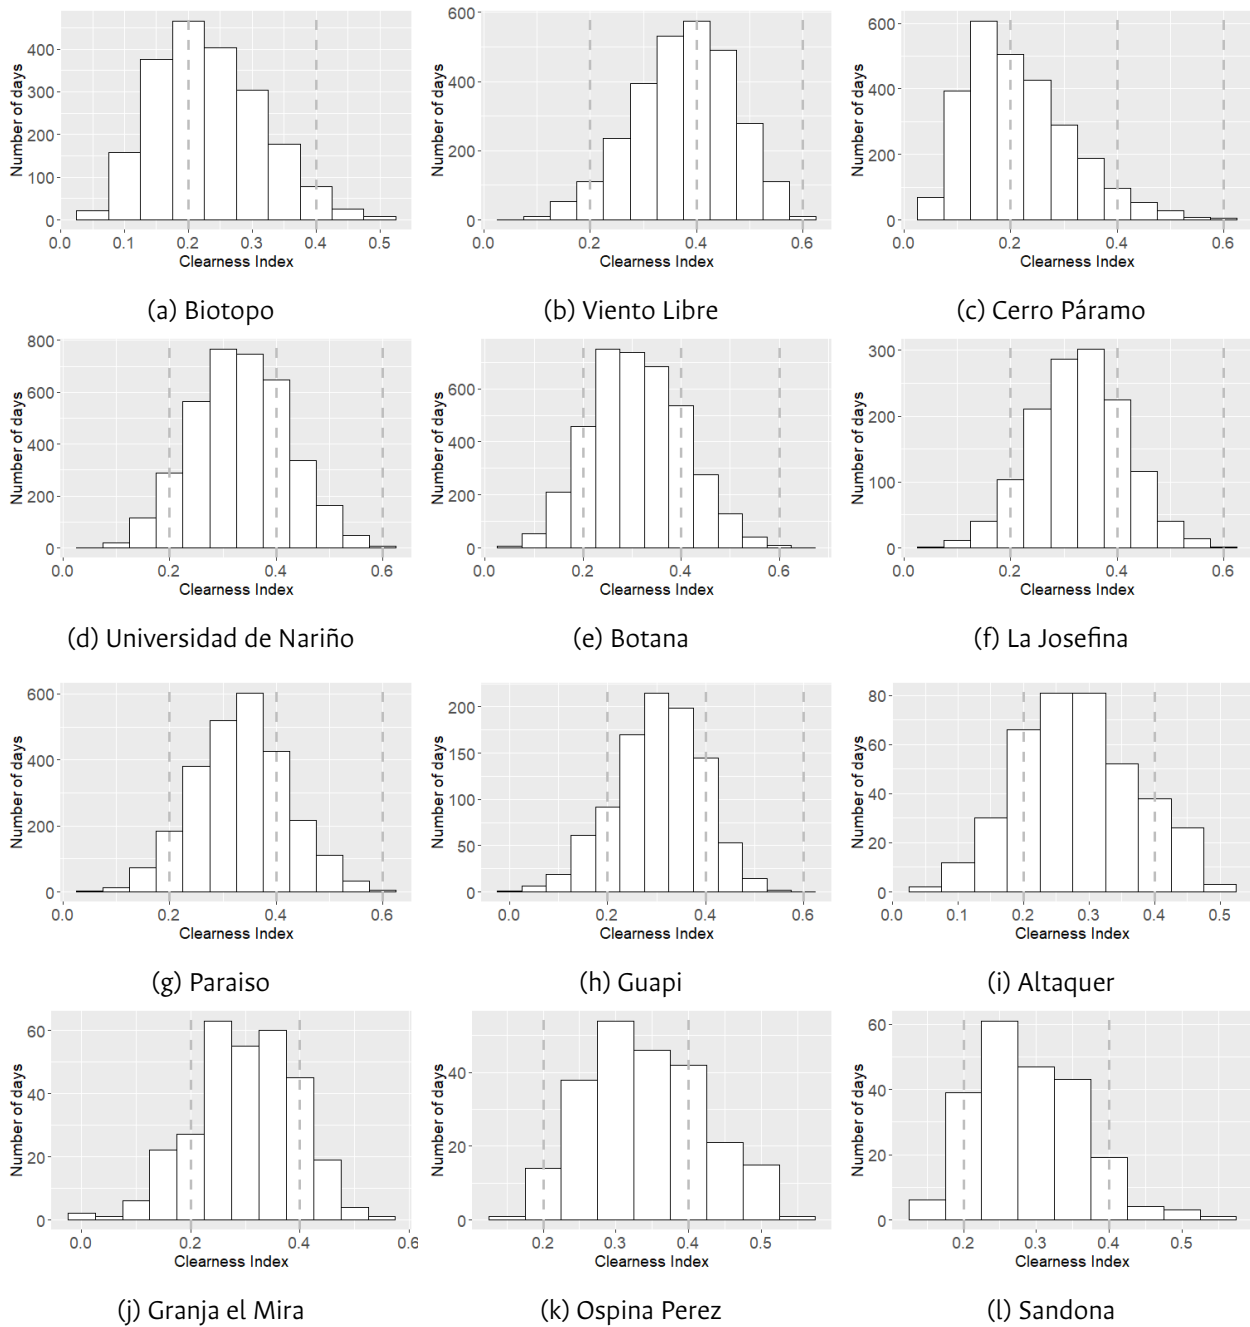 Number of days
400
300
200
100
0
0.0 0.1 0.2 0.3 0.4 0.5
Clearness Index
(a) Biotopo
Number of days
600
400
200
0
0.0 0.2 0.4 0.6
Clearness Index
(b) Viento Libre
Number of days
600
400
200
0
0.0 0.2 0.4 0.6
Clearness Index
(c) Cerro Páramo
Number of days
800
600
400
200
0
0.0 0.2 0.4 0.6
Clearness Index
(d) Universidad de Nariño
Number of days
600
400
200
0
0.0 0.2 0.4 0.6
Clearness Index
(e) Botana
Number of days
300
200
100
0
0.0 0.2 0.4 0.6
Clearness Index
(f) La Josefina
Number of days
600
400
200
0
0.0 0.2 0.4 0.6
Clearness Index
(g) Paraiso
Number of days
200
150
100
50
0
0.0 0.2 0.4 0.6
Clearness Index
(h) Guapi
Number of days
80
60
40
20
0
0.0 0.1 0.2 0.3 0.4 0.5
Clearness Index
(i) Altaquer
Number of days
60
40
20
0
0.0 0.2 0.4 0.6
Clearness Index
(j) Granja el Mira
Number of days
40
20
0
0.2 0.3 0.4 0.5
Clearness Index
(k) Ospina Perez
Number of days
60
40
20
0
0.2 0.3 0.4 0.5
Clearness Index
(l) Sandona